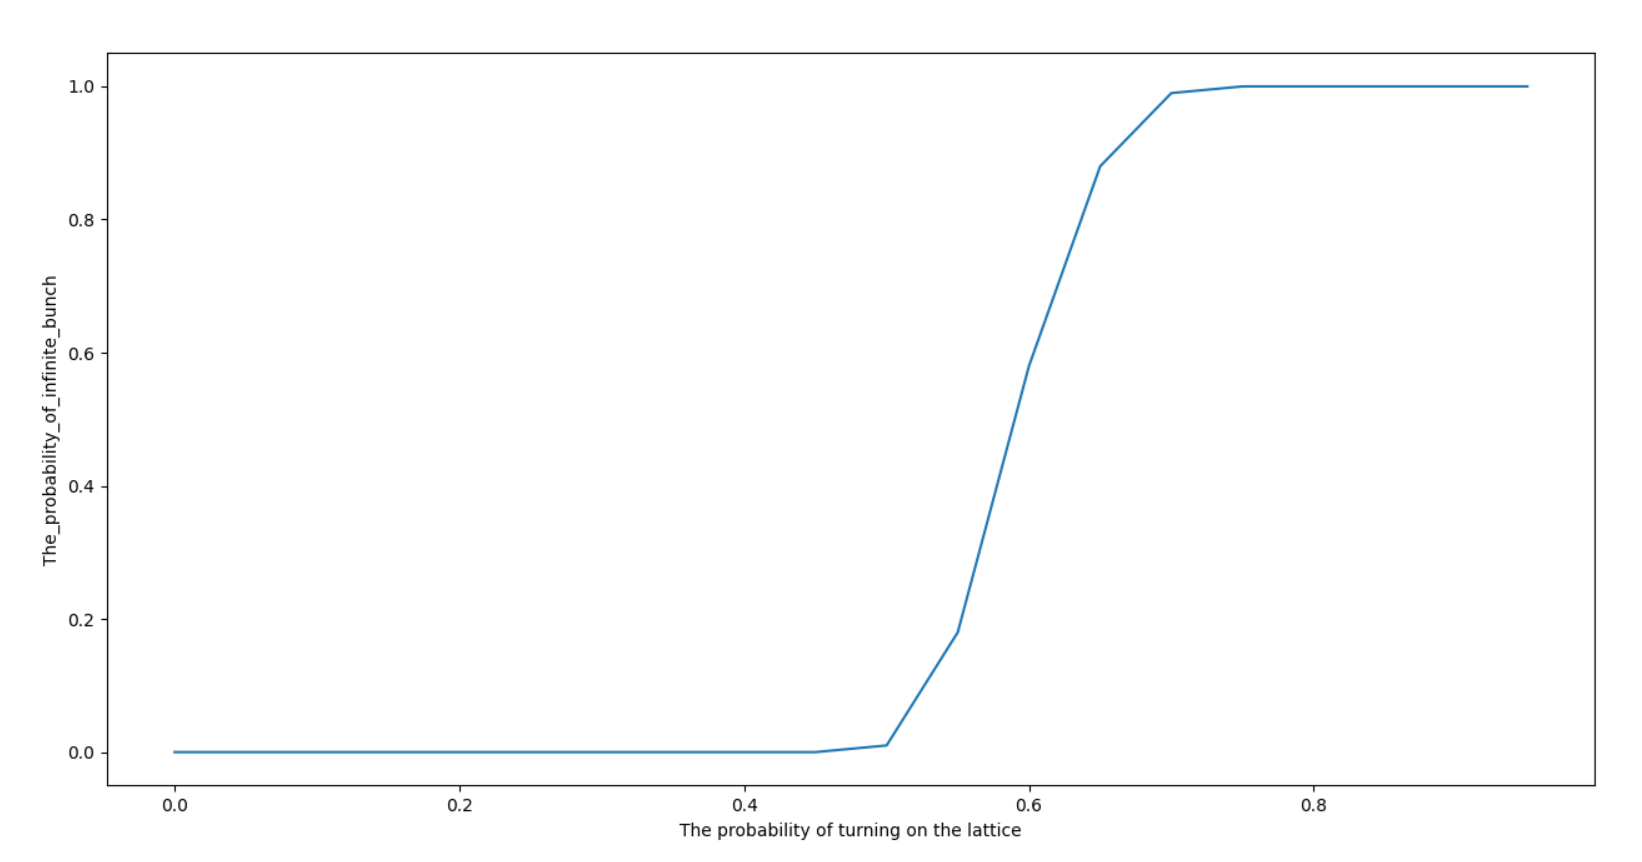 1.0
0.8
0.6
0.4
0.2
0.0
The_probability_of_infinite_bunch
0.0 0.2 0.4 0.6 0.8
The probability of turning on the lattice